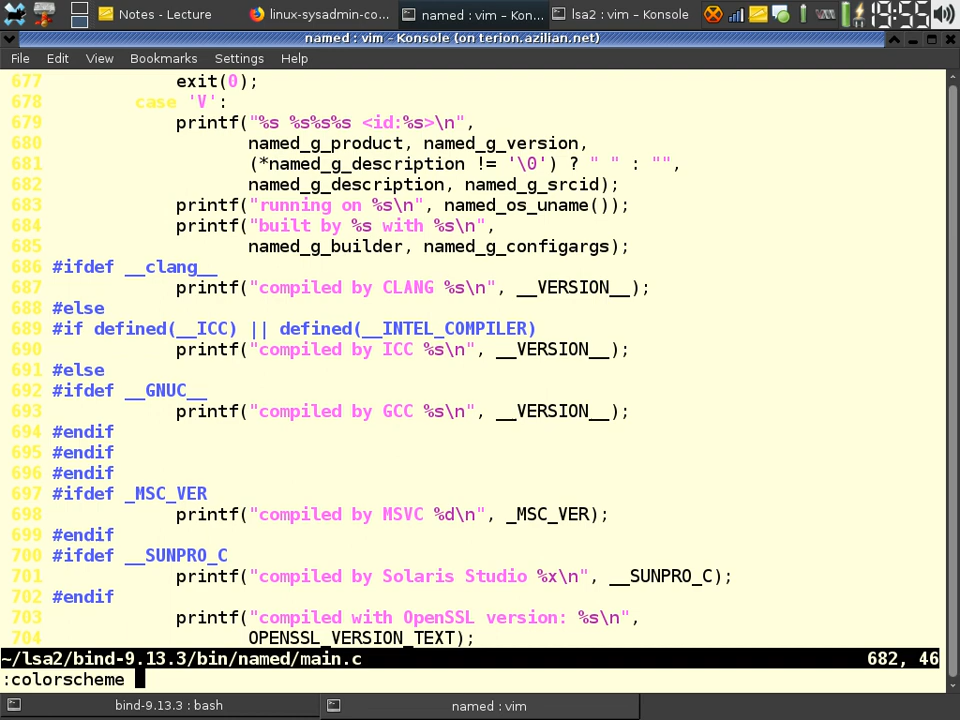 Notes - Lecture
linux-sysadmin-co...
named : vim – Kon...
lsa2 : vim – Konsole
19:55
named : vim – Konsole (on terion.azilian.net)
File Edit View Bookmarks Settings Help
677             exit(0);
678         case 'V':
679             printf("%s %s%s%s <id:%s>\n",
680                    named_g_product, named_g_version,
681                    (*named_g_description != '\0') ? " " : "",
682                    named_g_description, named_g_srcid);
683             printf("running on %s\n", named_os_uname());
684             printf("built by %s with %s\n",
685                    named_g_builder, named_g_configargs);
686 #ifdef __clang__
687             printf("compiled by CLANG %s\n", __VERSION__);
688 #else
689 #if defined(__ICC) || defined(__INTEL_COMPILER)
690             printf("compiled by ICC %s\n", __VERSION__);
691 #else
692 #ifdef __GNUC__
693             printf("compiled by GCC %s\n", __VERSION__);
694 #endif
695 #endif
696 #endif
697 #ifdef _MSC_VER
698             printf("compiled by MSVC %d\n", _MSC_VER);
699 #endif
700 #ifdef __SUNPRO_C
701             printf("compiled by Solaris Studio %x\n", __SUNPRO_C);
702 #endif
703             printf("compiled with OpenSSL version: %s\n",
704                    OPENSSL_VERSION_TEXT);
~/lsa2/bind-9.13.3/bin/named/main.c 682, 46
:colorscheme
bind-9.13.3 : bash
named : vim